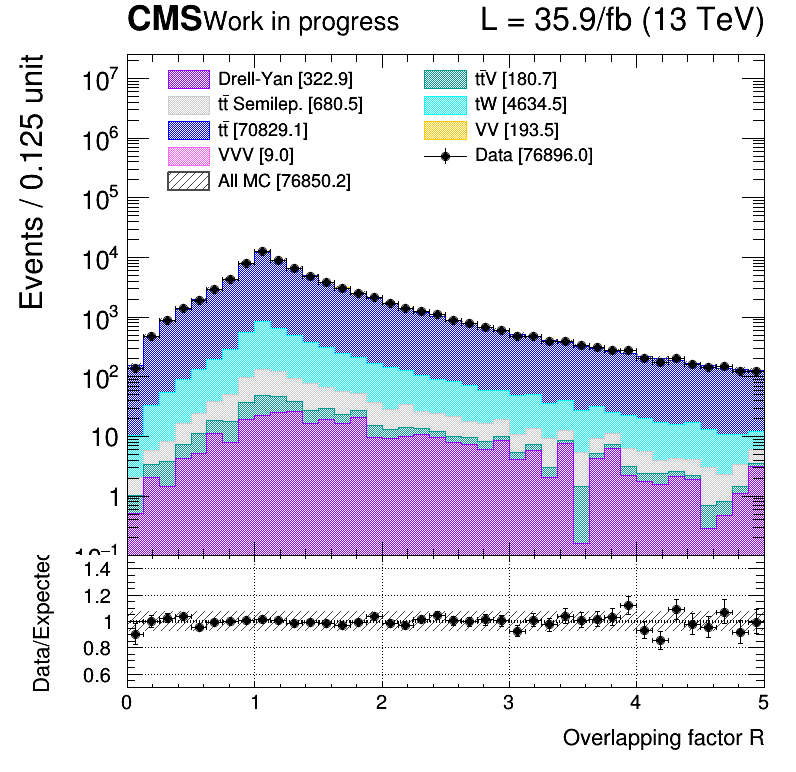 CMS Work in progress L = 35.9/fb (13 TeV)
Events / 0.125 unit
Drell-Yan [322.9]
tt̄ Semilep. [680.5]
tt̄ [70829.1]
VVV [9.0]
All MC [76850.2]
tt̄V [180.7]
tW [4634.5]
VV [193.5]
Data [76896.0]
10⁷
10⁶
10⁵
10⁴
10³
10²
10
1
10⁻¹
Data/Expected
1.4
1.2
1
0.8
0.6
0 1 2 3 4 5
Overlapping factor R